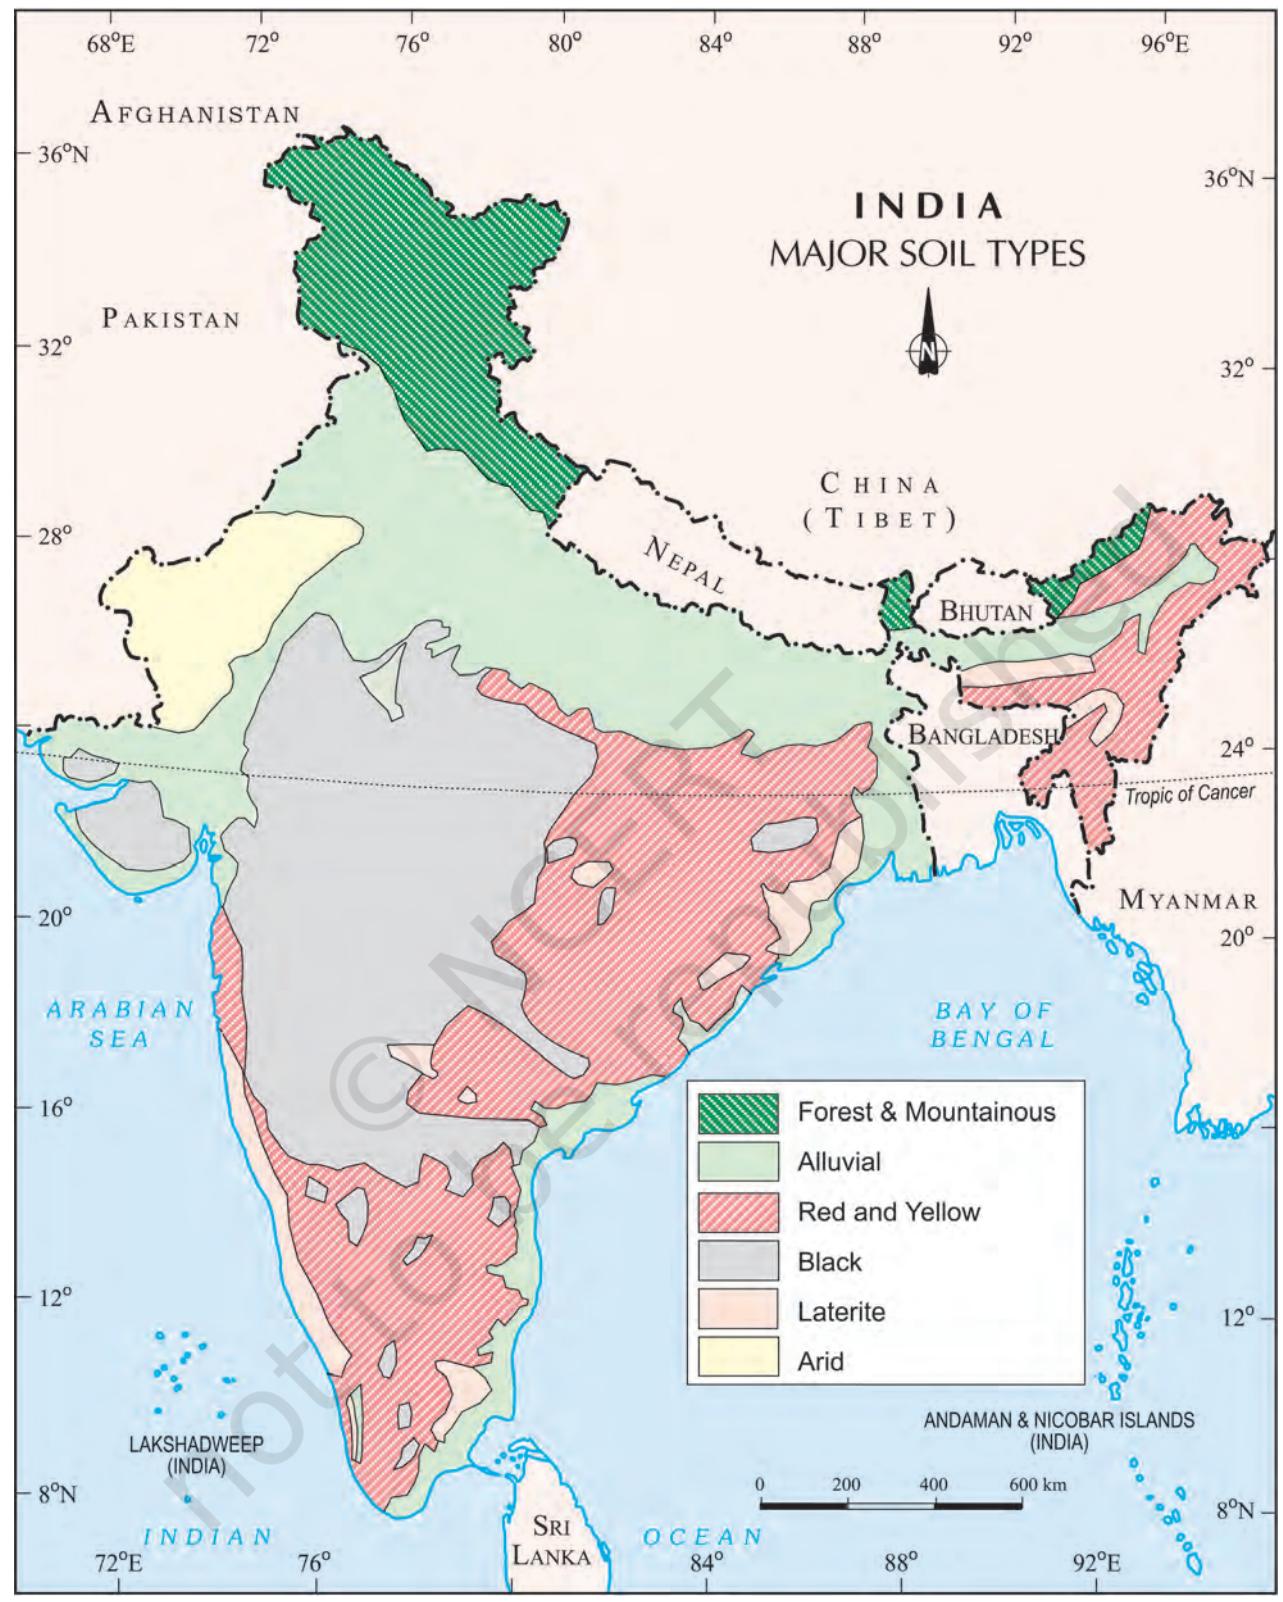 68°E 72° 76° 80° 84° 88° 92° 96°E
AFGHANISTAN
36°N
36°N
INDIA
MAJOR SOIL TYPES
PAKISTAN
N
32°
32°
CHINA
(TIBET)
28°
NEPAL
BHUTAN
BANGLADESH
24°
Tropic of Cancer
MYANMAR
20°
20°
ARABIAN
SEA
BAY OF
BENGAL
16°
Forest & Mountainous
Alluvial
Red and Yellow
Black
Laterite
Arid
12°
12°
LAKSHADWEEP
(INDIA)
ANDAMAN & NICOBAR ISLANDS
(INDIA)
0 200 400 600 km
8°N
8°N
SRI
LANKA
INDIAN OCEAN
72°E 76° 84° 88° 92°E
© NCERT
not to be republished